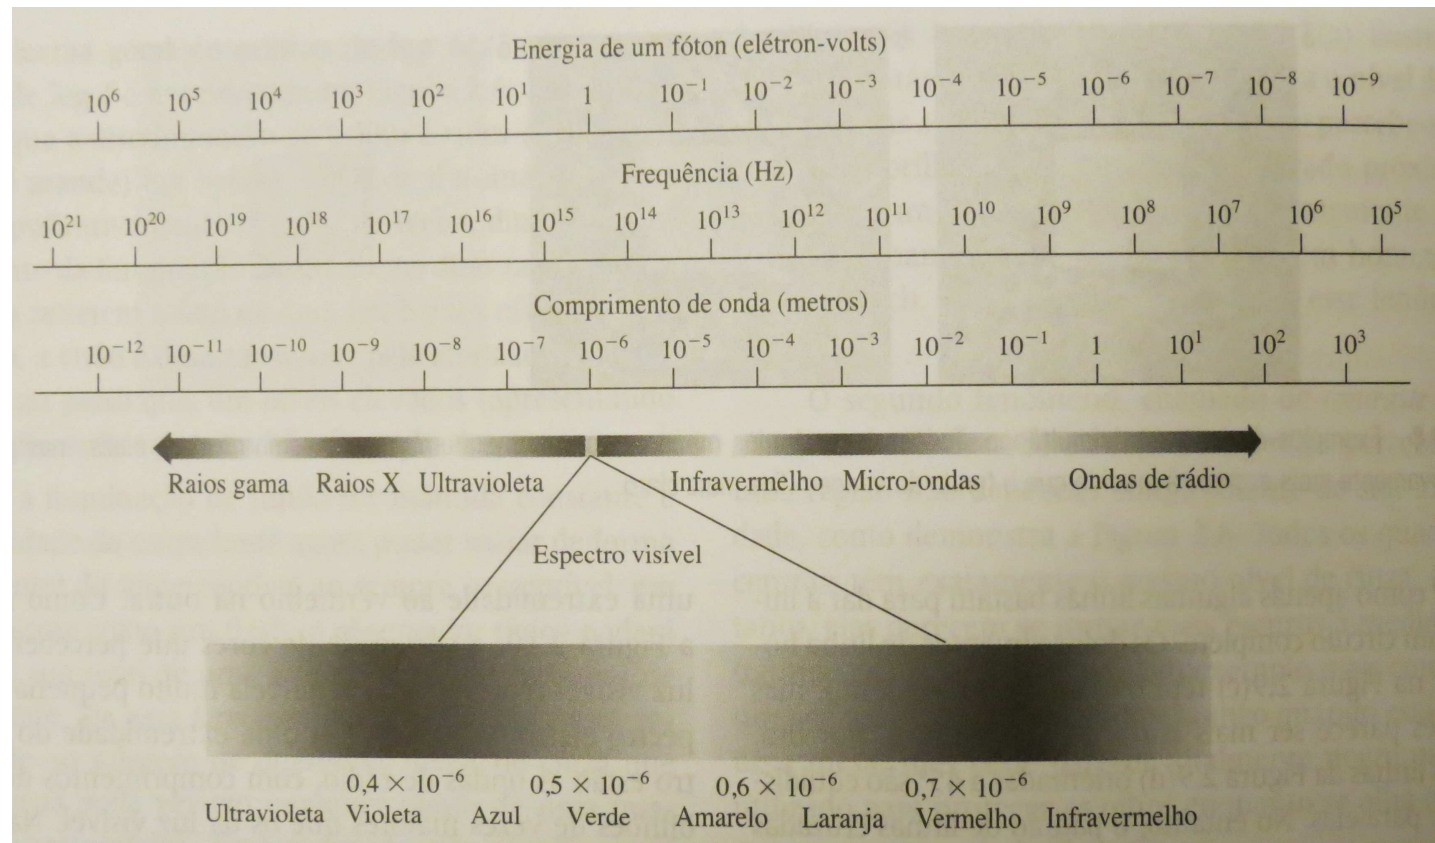 Energia de um fóton (elétron-volts)
10⁶ 10⁵ 10⁴ 10³ 10² 10¹ 1 10⁻¹ 10⁻² 10⁻³ 10⁻⁴ 10⁻⁵ 10⁻⁶ 10⁻⁷ 10⁻⁸ 10⁻⁹
Frequência (Hz)
10²¹ 10²⁰ 10¹⁹ 10¹⁸ 10¹⁷ 10¹⁶ 10¹⁵ 10¹⁴ 10¹³ 10¹² 10¹¹ 10¹⁰ 10⁹ 10⁸ 10⁷ 10⁶ 10⁵
Comprimento de onda (metros)
10⁻¹² 10⁻¹¹ 10⁻¹⁰ 10⁻⁹ 10⁻⁸ 10⁻⁷ 10⁻⁶ 10⁻⁵ 10⁻⁴ 10⁻³ 10⁻² 10⁻¹ 1 10¹ 10² 10³
Raios gama Raios X Ultravioleta Infravermelho Micro-ondas Ondas de rádio
Espectro visível
0,4 × 10⁻⁶ 0,5 × 10⁻⁶ 0,6 × 10⁻⁶ 0,7 × 10⁻⁶
Ultravioleta Violeta Azul Verde Amarelo Laranja Vermelho Infravermelho